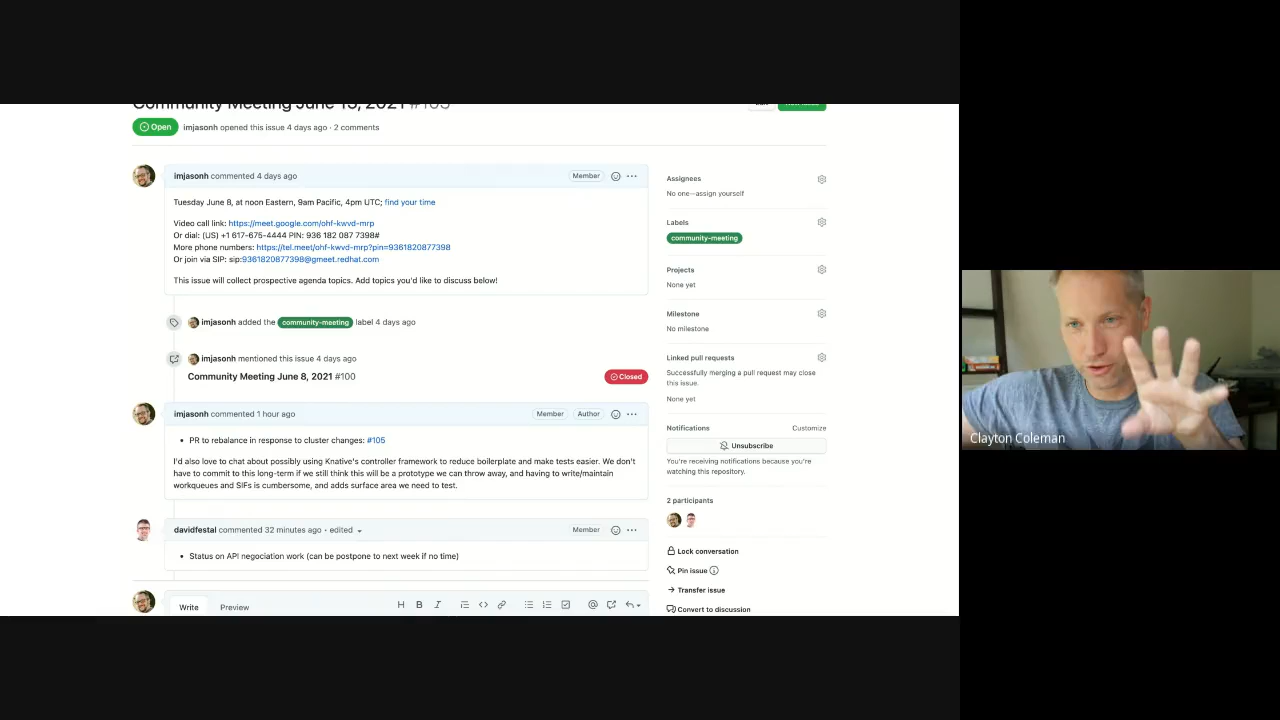 Community Meeting June 15, 2021 #103
Open imjasonh opened this issue 4 days ago · 2 comments
imjasonh commented 4 days ago Member
Tuesday June 8, at noon Eastern, 9am Pacific, 4pm UTC; find your time
Video call link: https://meet.google.com/ohf-kwvd-mrp
Or dial: (US) +1 617-675-4444 PIN: 936 182 087 7398#
More phone numbers: https://tel.meet/ohf-kwvd-mrp?pin=9361820877398
Or join via SIP: sip:9361820877398@gmeet.redhat.com
This issue will collect prospective agenda topics. Add topics you'd like to discuss below!
imjasonh added the community-meeting label 4 days ago
imjasonh mentioned this issue 4 days ago
Community Meeting June 8, 2021 #100 Closed
imjasonh commented 1 hour ago Member Author
• PR to rebalance in response to cluster changes: #105
I'd also love to chat about possibly using Knative's controller framework to reduce boilerplate and make tests easier. We don't
have to commit to this long-term if we still think this will be a prototype we can throw away, and having to write/maintain
workqueues and SIFs is cumbersome, and adds surface area we need to test.
davidfestal commented 32 minutes ago · edited Member
• Status on API negociation work (can be postpone to next week if no time)
Write Preview
Assignees
No one—assign yourself
Labels
community-meeting
Projects
None yet
Milestone
No milestone
Linked pull requests
Successfully merging a pull request may close
this issue.
None yet
Notifications Customize
Unsubscribe
You're receiving notifications because you're
watching this repository.
2 participants
Lock conversation
Pin issue
Transfer issue
Convert to discussion
Clayton Coleman